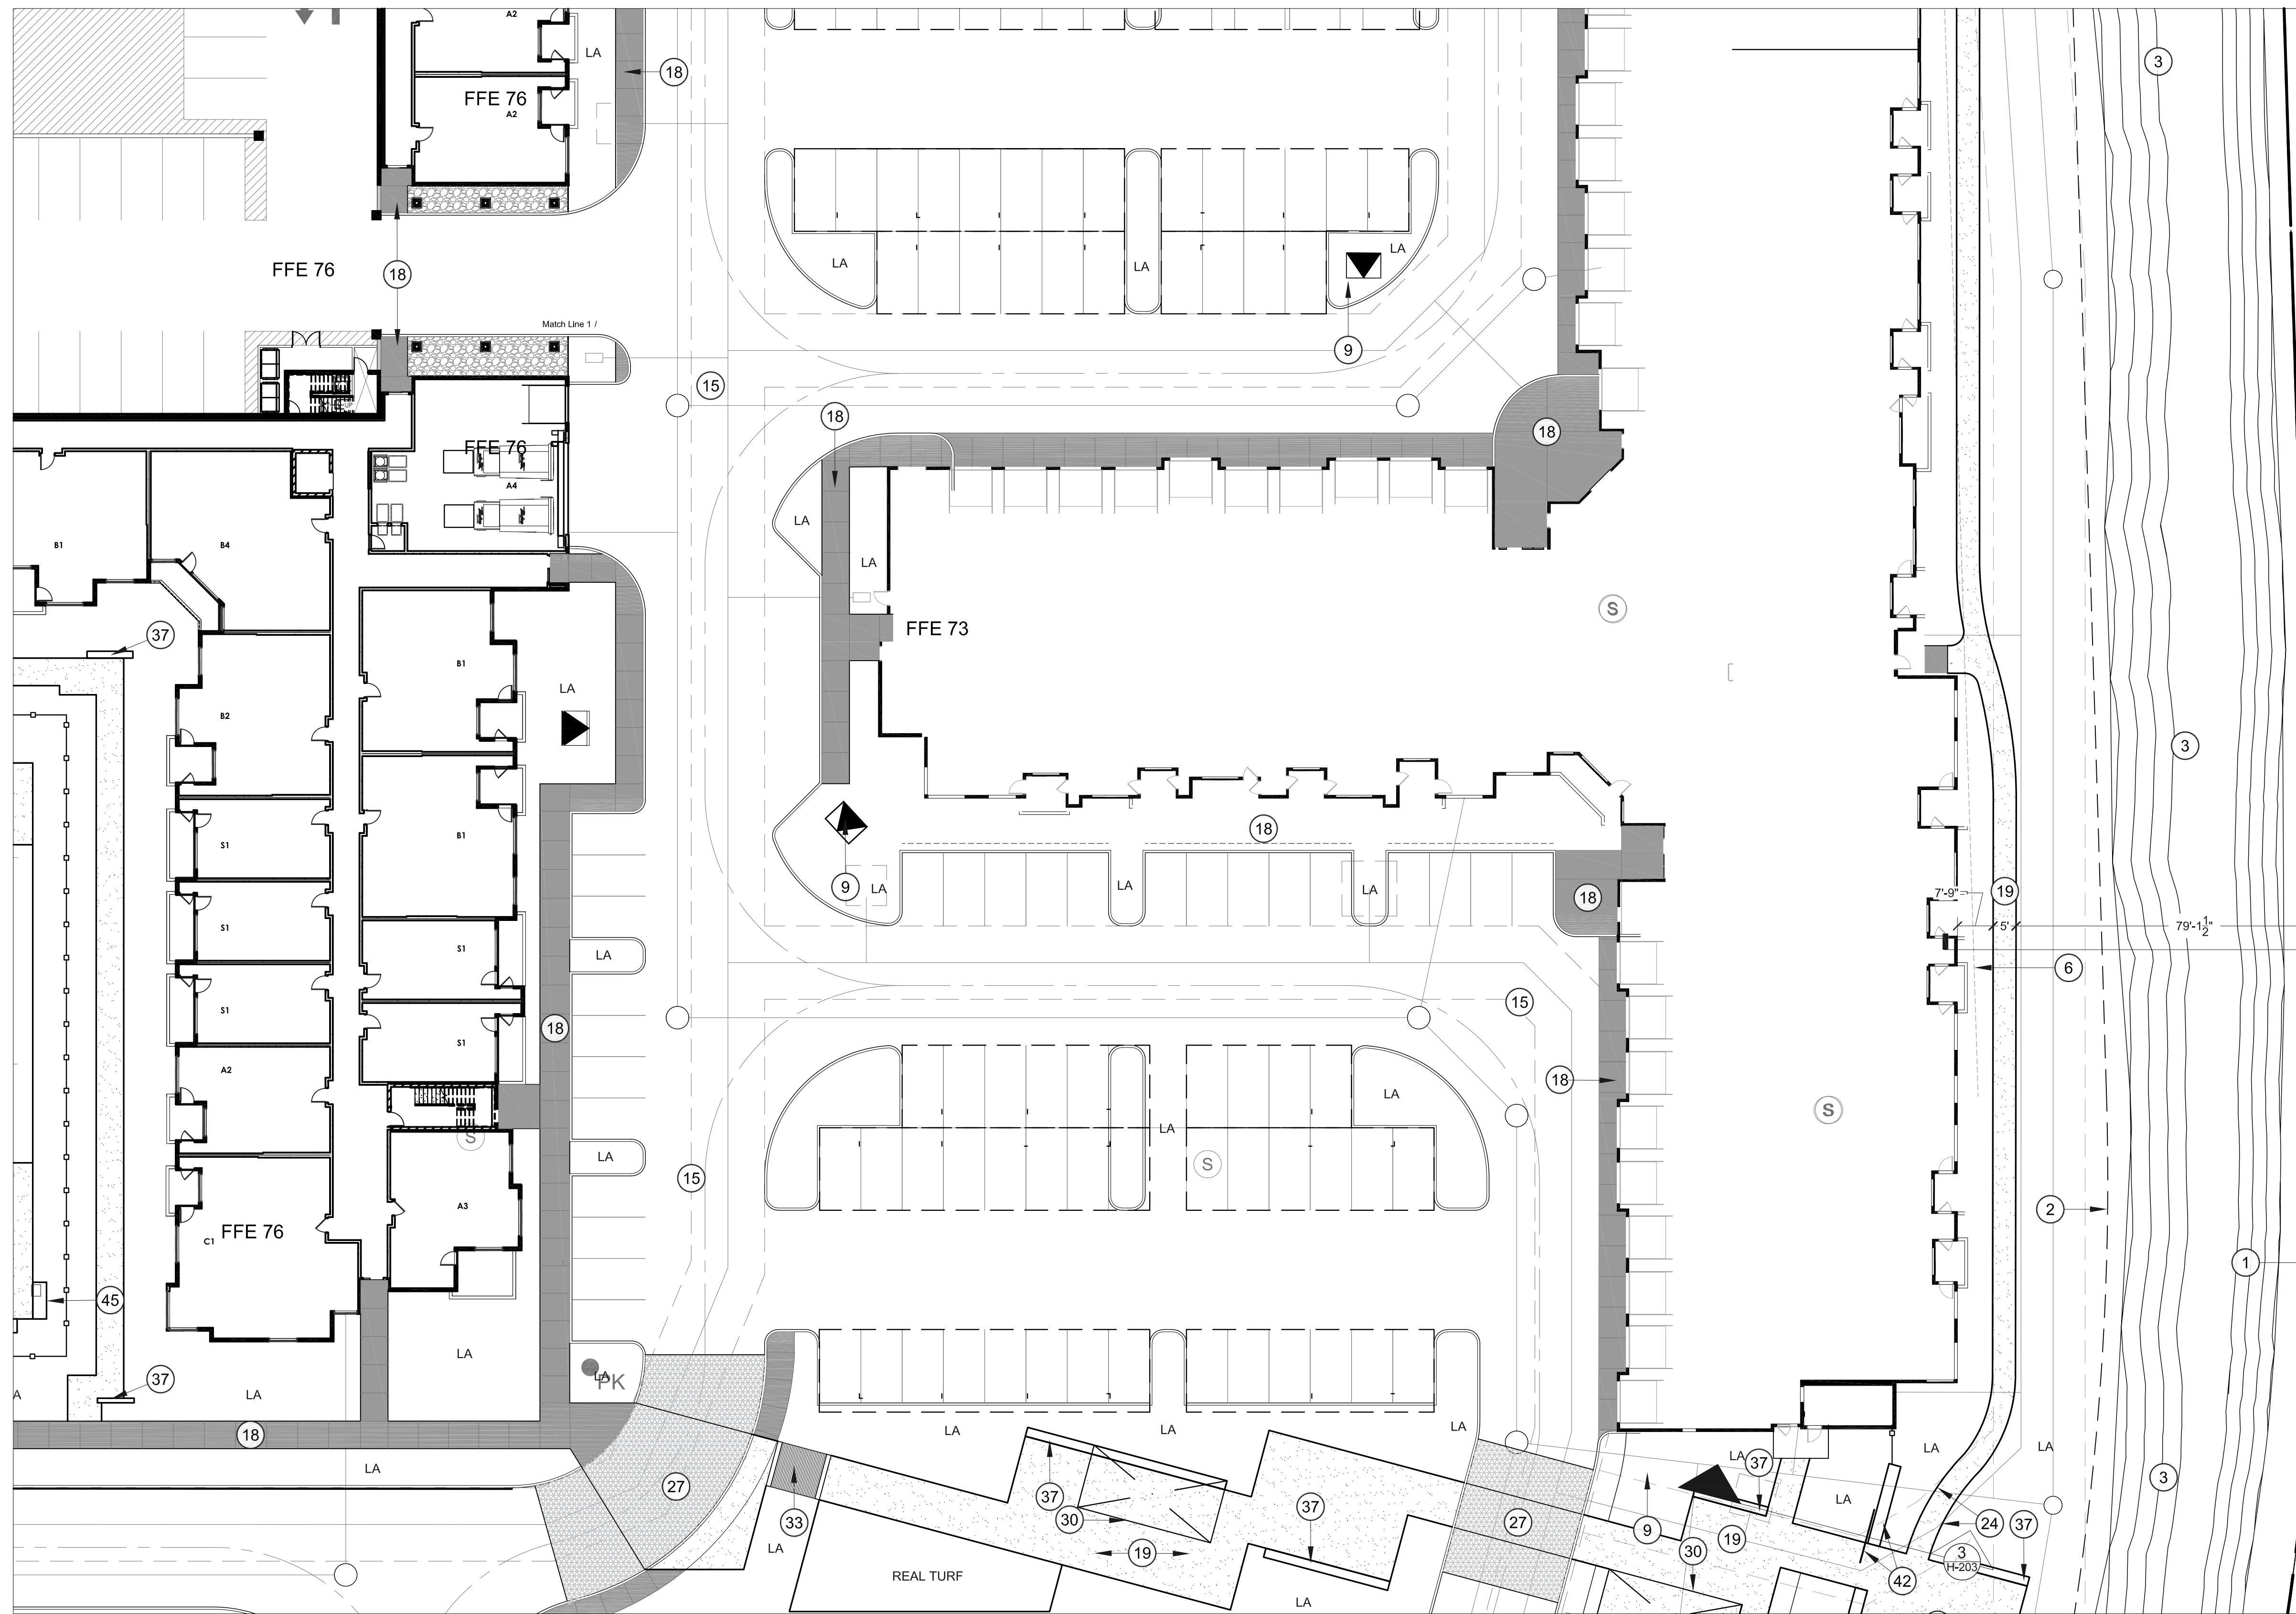 A2
LA
18
3
FFE 76
A2
FFE 76
18
LA
LA
LA
9
Match Line 1 /
15
18
18
FFE 76
A4
LA
B1
B4
LA
S
37
FFE 73
B1
LA
B2
3
18
B1
S1
9
LA
LA
LA
18
7'-9"
19
S1
S1
5'
79'-1 1/2"
LA
6
S1
15
18
S1
A2
18
LA
S
S
LA
LA
S
15
A3
2
C1
FFE 76
1
45
LA
37
LA
PK
LA
A
LA
LA
LA
18
LA
LA
LA
LA
37
3
27
37
LA
30
37
33
27
9
24
37
19
19
30
LA
3
H-203
REAL TURF
42
LA